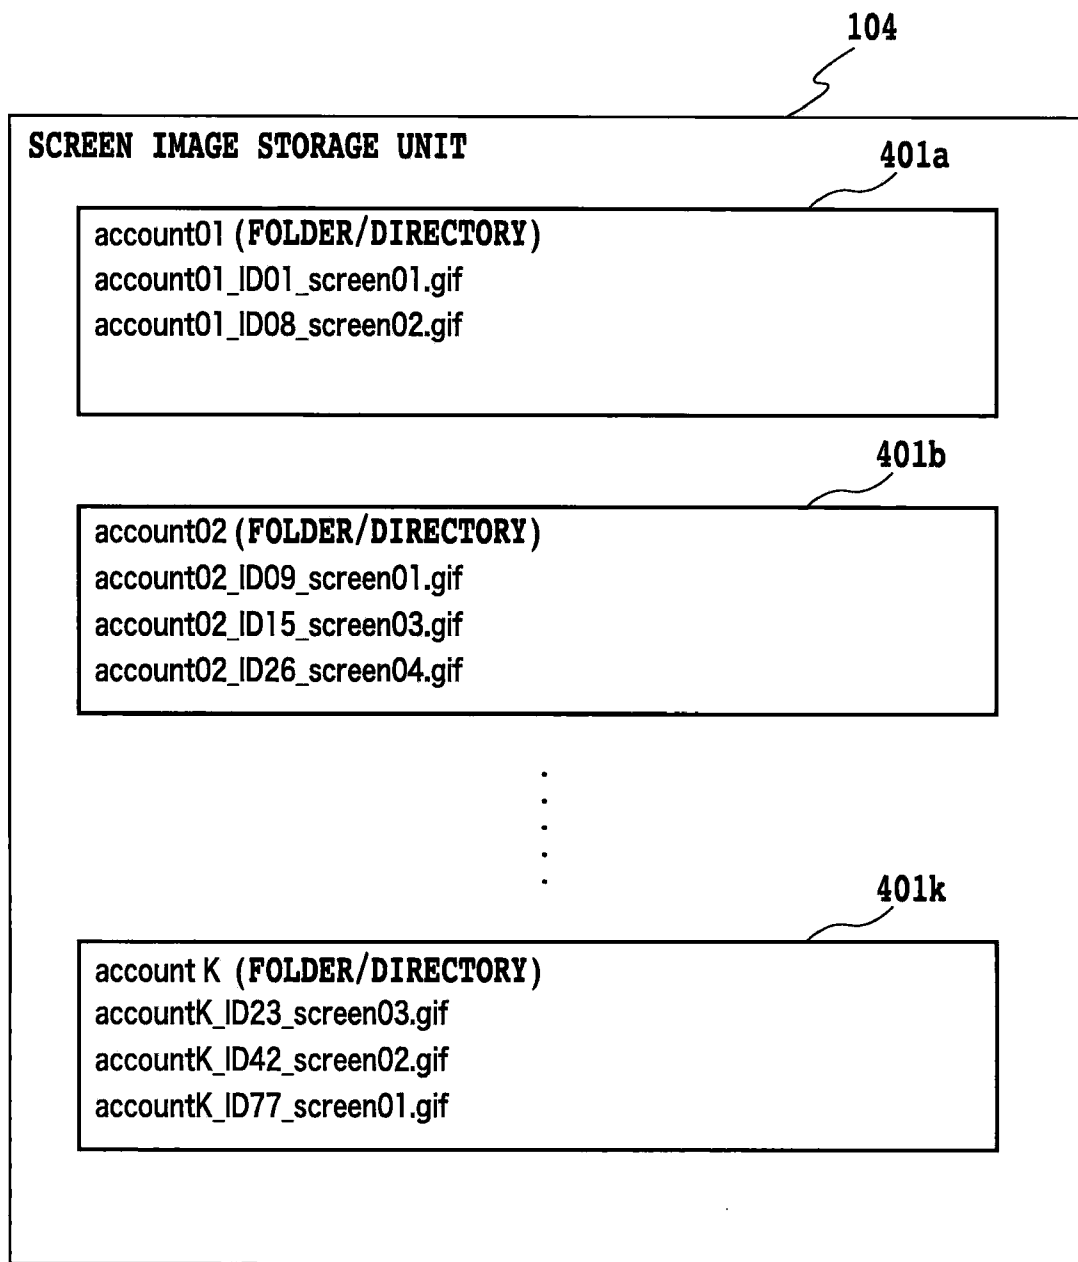 104
SCREEN IMAGE STORAGE UNIT
401a
account01 (FOLDER/DIRECTORY)
account01_ID01_screen01.gif
account01_ID08_screen02.gif
401b
account02 (FOLDER/DIRECTORY)
account02_ID09_screen01.gif
account02_ID15_screen03.gif
account02_ID26_screen04.gif
401k
account K (FOLDER/DIRECTORY)
accountK_ID23_screen03.gif
accountK_ID42_screen02.gif
accountK_ID77_screen01.gif